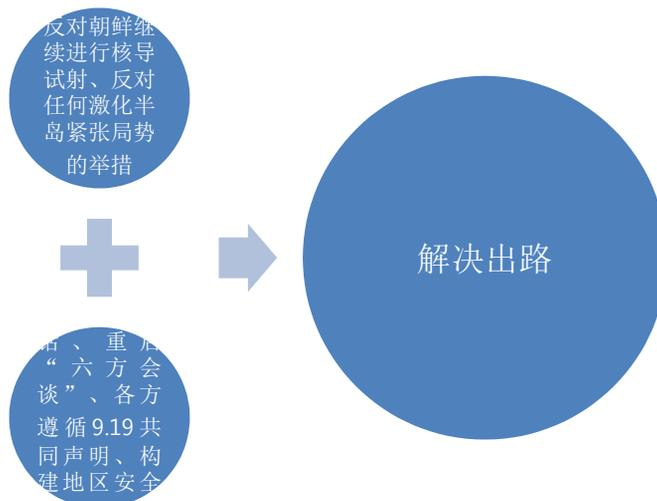 反对朝鲜继
续进行核导
试射、反对
任何激化半
岛紧张局势
的举措
解决出路
、重启
“六方会
谈”、各方
遵循9.19共
同声明、构
建地区安全